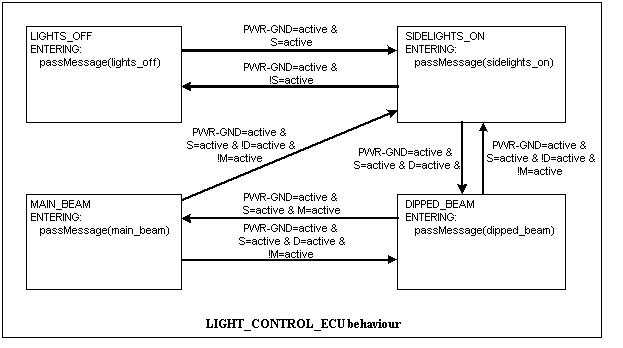 LIGHTS_OFF
ENTERING:
passMessage(lights_off)
PWR-GND=active &
S=active
PWR-GND=active &
!S=active
SIDELIGHTS_ON
ENTERING:
passMessage(sidelights_on)
PWR-GND=active &
S=active & !D=active &
!M=active
PWR-GND=active &
S=active & D=active &
PWR-GND=active &
S=active & !D=active &
!M=active
MAIN_BEAM
ENTERING:
passMessage(main_beam)
PWR-GND=active &
S=active & M=active
PWR-GND=active &
S=active & D=active &
!M=active
DIPPED_BEAM
ENTERING:
passMessage(dipped_beam)
LIGHT_CONTROL_ECU behaviour